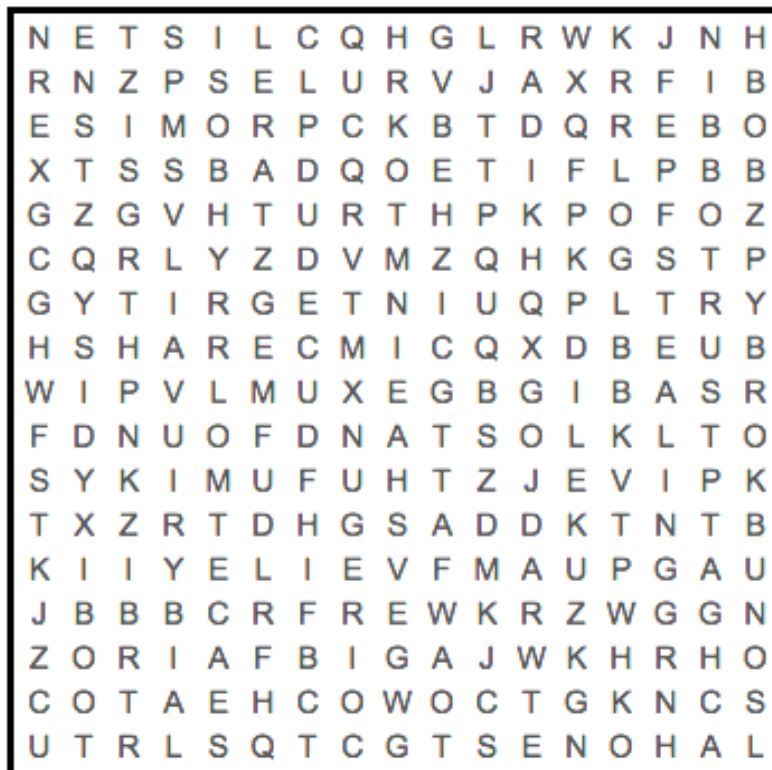 N E T S I L C Q H G L R W K J N H
R N Z P S E L U R V J A X R F I B
E S I M O R P C K B T D Q R E B O
X T S S B A D Q O E T I F L P B B
G Z G V H T U R T H P K P O F O Z
C Q R L Y Z D V M Z Q H K G S T P
G Y T I R G E T N I U Q P L T R Y
H S H A R E C M I C Q X D B E U B
W I P V L M U X E G B G I B A S R
F D N U O F D N A T S O L K L T O
S Y K I M U F U H T Z J E V I P K
T X Z R T D H G S A D D K T N T B
K I I Y E L I E V F M A U P G A U
J B B B C R F R E W K R Z W G G N
Z O R I A F B I G A J W K H R H O
C O T A E H C O W O C T G K N C S
U T R L S Q T C G T S E N O H A L